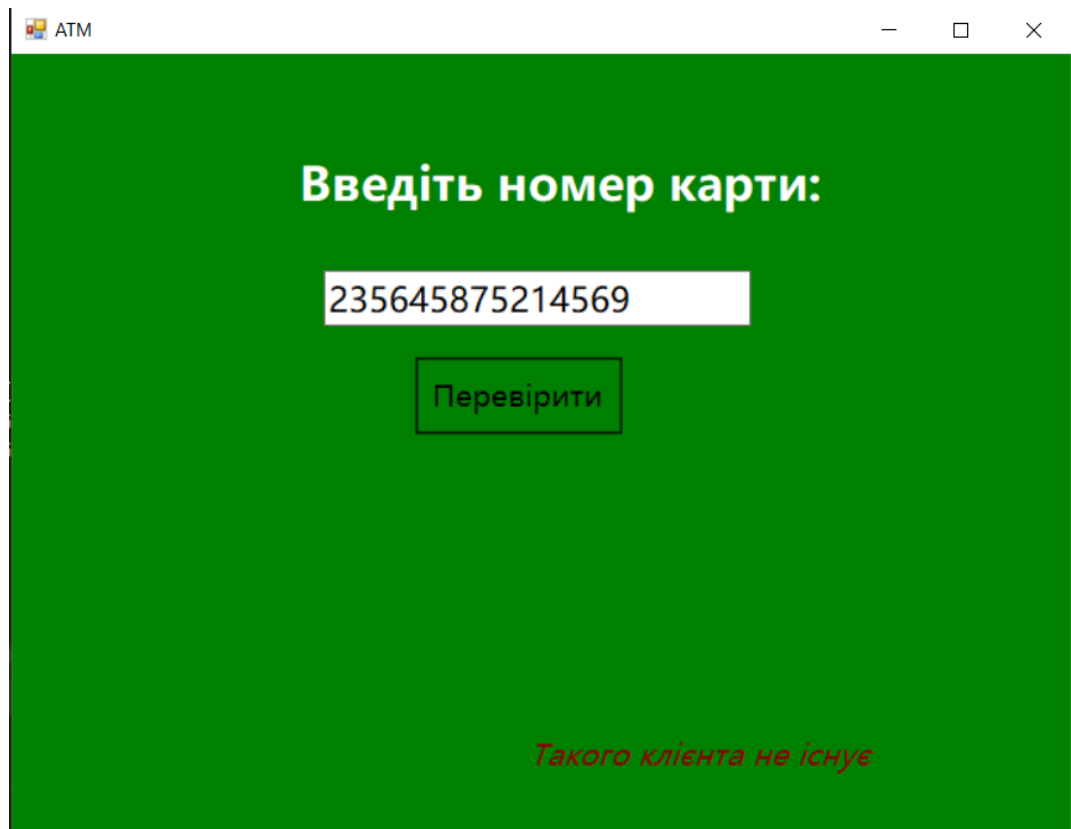 ATM
Введіть номер карти:
235645875214569
Перевірити
Такого клієнта не існує